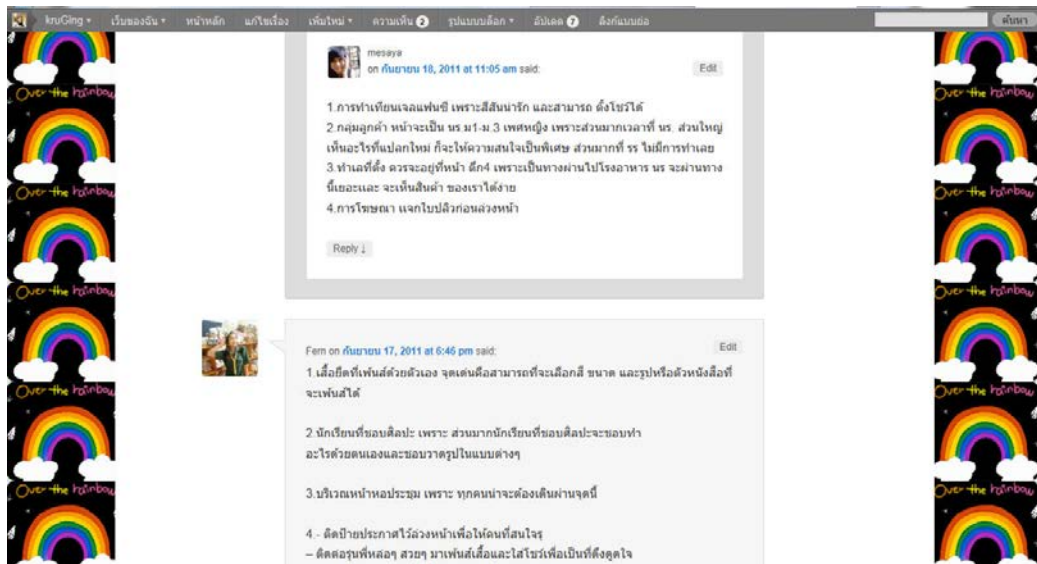 kruGing เว็บของฉัน หน้าหลัก แก้ไขเรื่อง เพิ่มใหม่ ความเห็น 2 รูปแบบบล็อก อัปเดต 7 ลิงก์แบบย่อ ค้นหา
mesaya
on กันยายน 18, 2011 at 11:05 am said:
Edit
1.การทำเทียนเจลแฟนซี เพราะสีสันน่ารัก และสามารถ ตั้งโชว์ได้
2.กลุ่มลูกค้า หน้าจะเป็น นร.ม1-ม.3 เพศหญิง เพราะส่วนมากเวลาที่ นร. ส่วนใหญ่
เห็นอะไรที่แปลกใหม่ ก็จะให้ความสนใจเป็นพิเศษ ส่วนมากที่ รร ไม่มีการทำเลย
3.ทำเลที่ตั้ง ควรจะอยู่ที่หน้า ตึก4 เพราะเป็นทางผ่านไปโรงอาหาร นร จะผ่านทาง
นี้เยอะและ จะเห็นสินค้า ของเราได้ง่าย
4.การโฆษณา แจกใบปลิวก่อนล่วงหน้า
Reply ↓
Fern on กันยายน 17, 2011 at 6:46 pm said:
Edit
1.เสื้อยืดที่เพ้นส์ด้วยตัวเอง จุดเด่นคือสามารถที่จะเลือกสี ขนาด และรูปหรือตัวหนังสือที่
จะเพ้นส์ได้
2.นักเรียนที่ชอบศิลปะ เพราะ ส่วนมากนักเรียนที่ชอบศิลปะจะชอบทำ
อะไรด้วยตนเองและชอบวาดรูปในแบบต่างๆ
3.บริเวณหน้าหอประชุม เพราะ ทุกคนน่าจะต้องเดินผ่านจุดนี้
4.- ติดป้ายประกาศไว้ล่วงหน้าเพื่อให้คนที่สนใจรุ
– ติดต่อรุ่นพี่หล่อๆ สวยๆ มาเพ้นส์เสื้อและใส่โชว์เพื่อเป็นที่ดึงดูดใจ
Over the rainbow
Over the rainbow
Over the rainbow
Over the rainbow
Over the rainbow
Over the rainbow
Over the rainbow
Over the rainbow
Over the rainbow
Over the rainbow